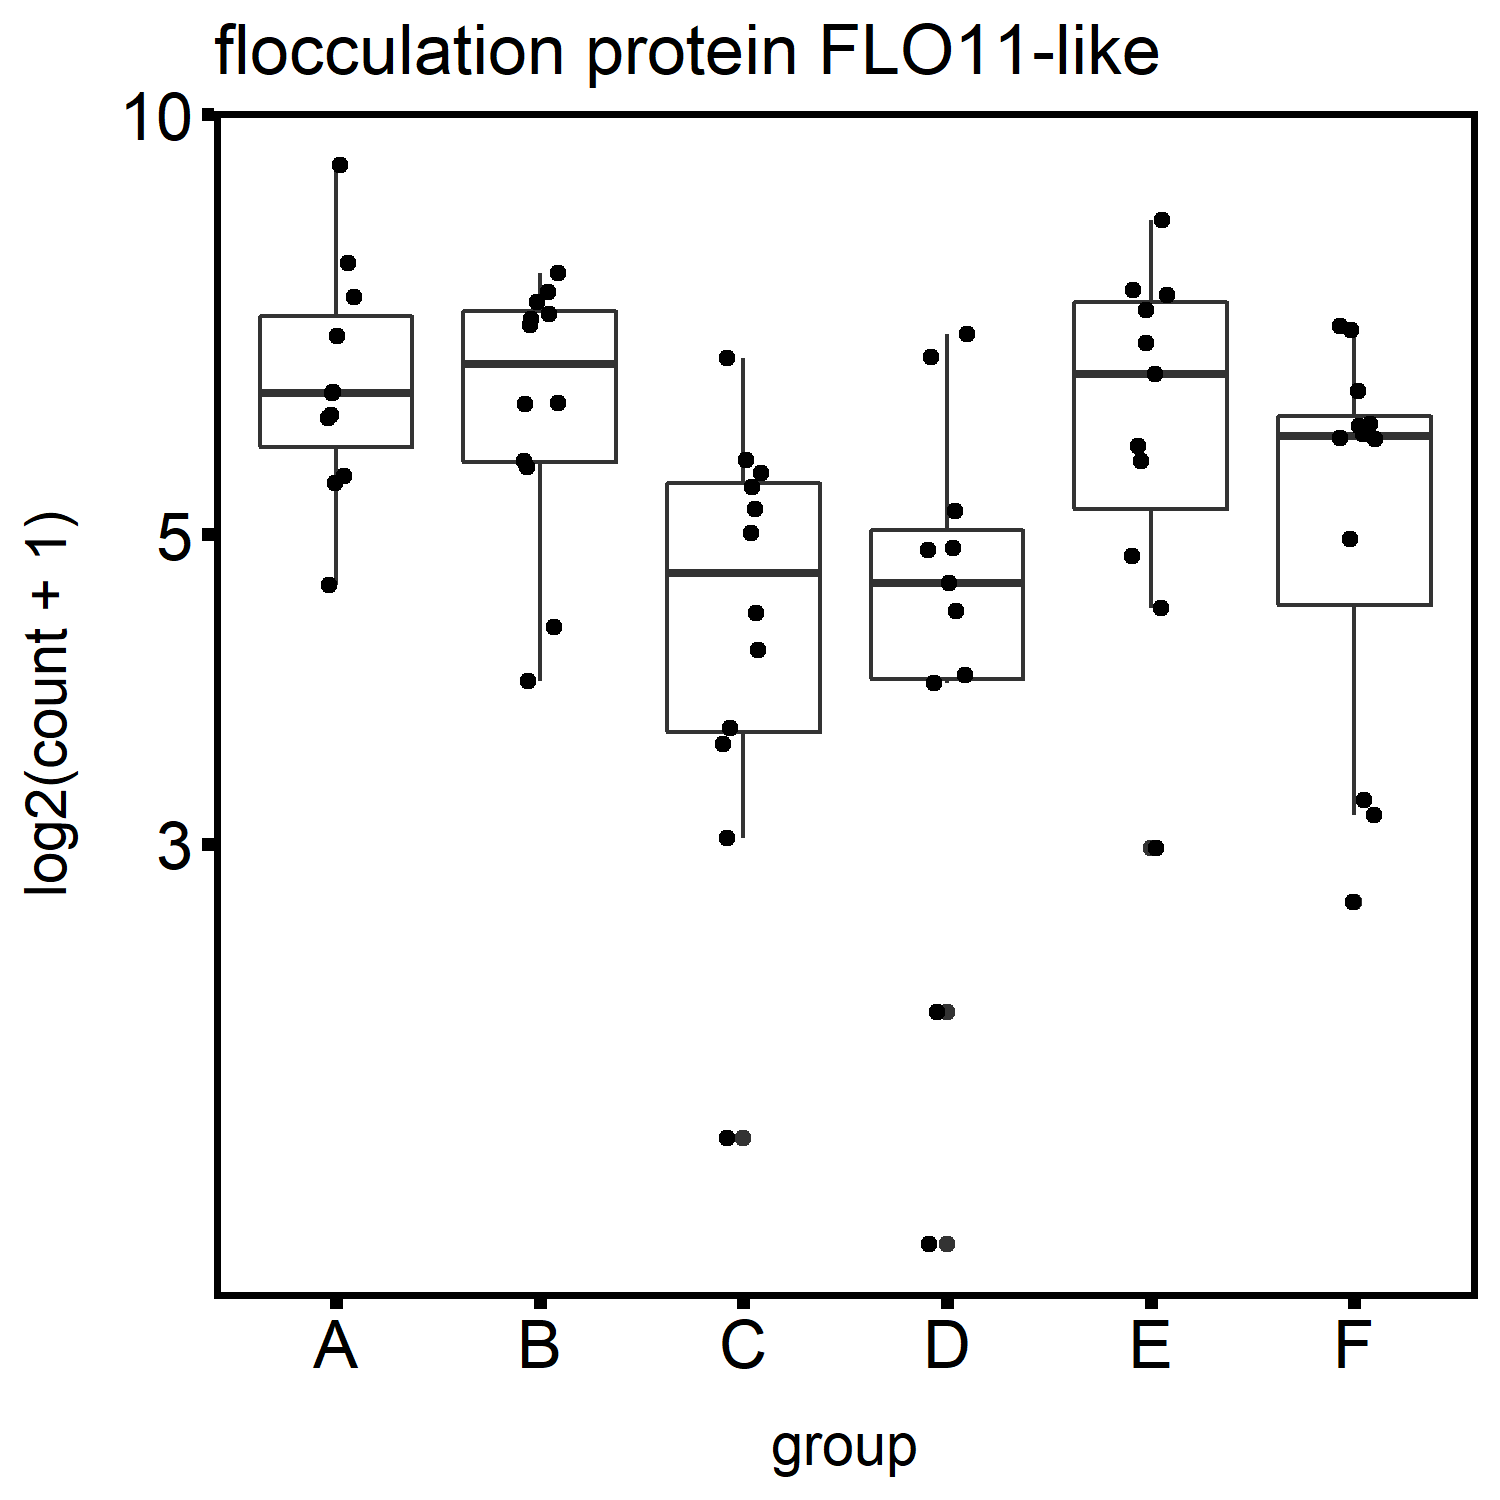 flocculation protein FLO11-like
10
5
3
log2(count + 1)
A B C D E F
group